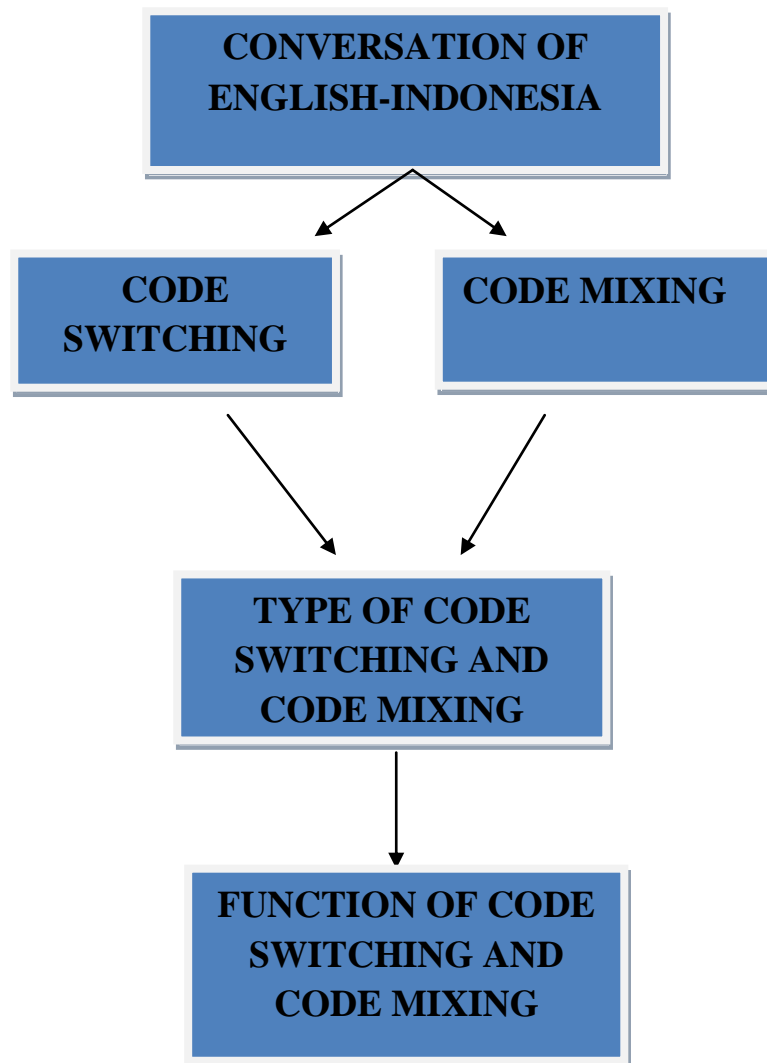 CONVERSATION OF
ENGLISH-INDONESIA
CODE
SWITCHING
CODE MIXING
TYPE OF CODE
SWITCHING AND
CODE MIXING
FUNCTION OF CODE
SWITCHING AND
CODE MIXING